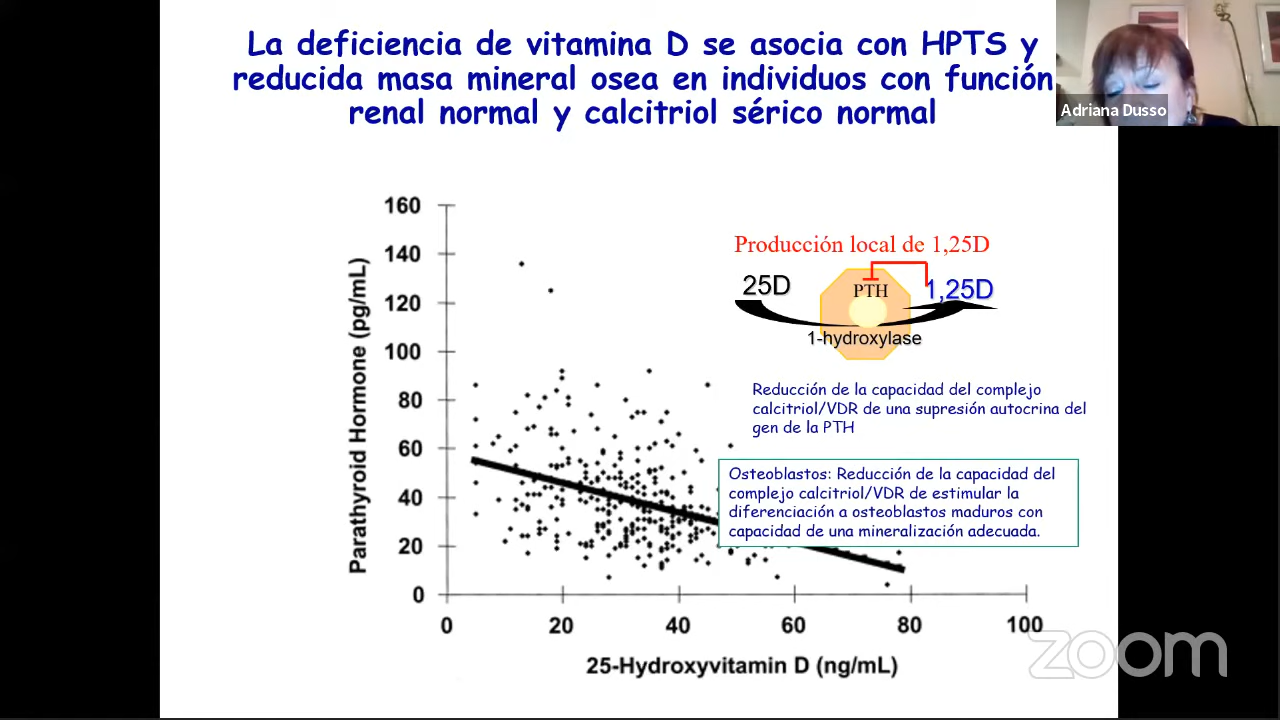 La deficiencia de vitamina D se asocia con HPTS y
reducida masa mineral osea en individuos con función
renal normal y calcitriol sérico normal
Adriana Dusso
160
140
120
100
80
60
40
20
0
Parathyroid Hormone (pg/mL)
Producción local de 1,25D
25D
PTH
1,25D
1-hydroxylase
Reducción de la capacidad del complejo
calcitriol/VDR de una supresión autocrina del
gen de la PTH
Osteoblastos: Reducción de la capacidad del
complejo calcitriol/VDR de estimular la
diferenciación a osteoblastos maduros con
capacidad de una mineralización adecuada.
0 20 40 60 80 100
25-Hydroxyvitamin D (ng/mL)
zoom